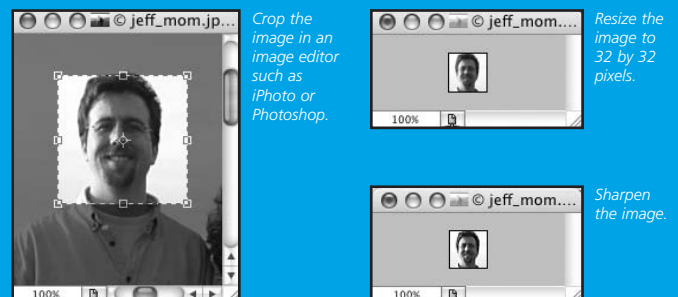 © jeff_mom.jp...
Crop the
image in an
image editor
such as
iPhoto or
Photoshop.
100%
© jeff_mom....
Resize the
image to
32 by 32
pixels.
100%
© jeff_mom....
Sharpen
the image.
100%